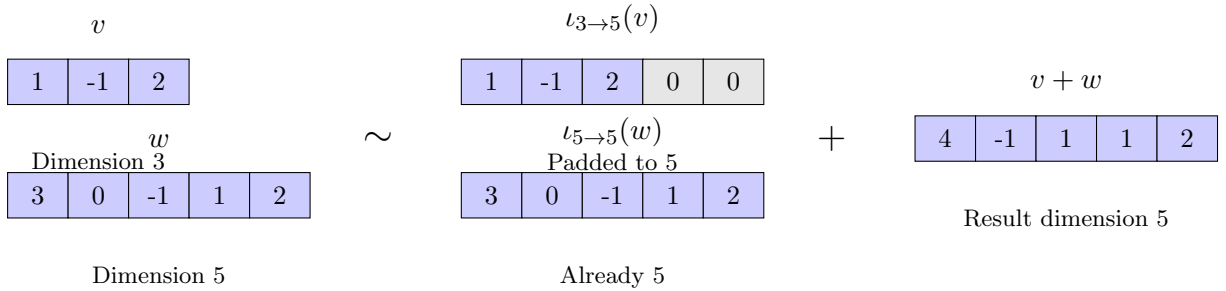 v
1 -1 2
Dimension 3
w
3 0 -1 1 2
Dimension 5
∼
ι₃→₅(v)
1 -1 2 0 0
Padded to 5
ι₅→₅(w)
3 0 -1 1 2
Already 5
+
v + w
4 -1 1 1 2
Result dimension 5